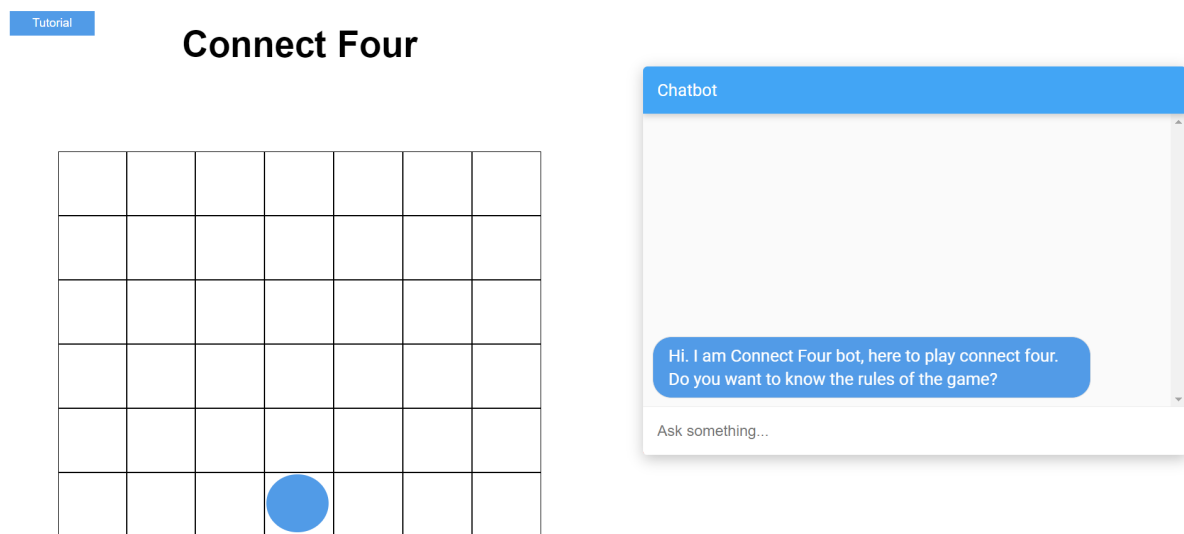 Tutorial
Connect Four
Chatbot
Hi. I am Connect Four bot, here to play connect four.
Do you want to know the rules of the game?
Ask something...